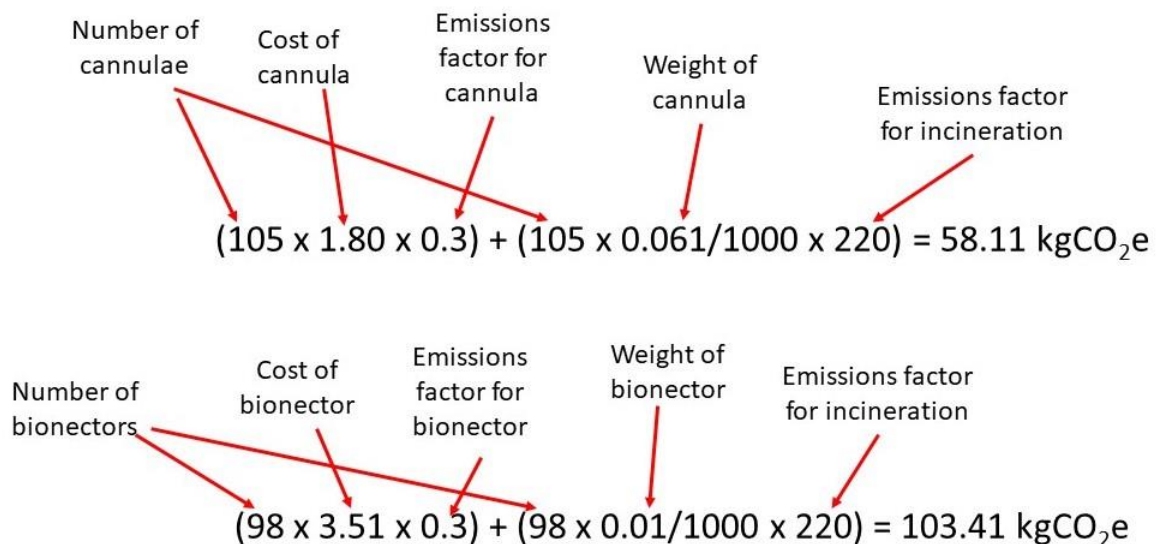 Number of
cannulae
Cost of
cannula
Emissions
factor for
cannula
Weight of
cannula
Emissions factor
for incineration
(105 x 1.80 x 0.3) + (105 x 0.061/1000 x 220) = 58.11 kgCO₂e
Number of
bionectors
Cost of
bionector
Emissions
factor for
bionector
Weight of
bionector
Emissions factor
for incineration
(98 x 3.51 x 0.3) + (98 x 0.01/1000 x 220) = 103.41 kgCO₂e